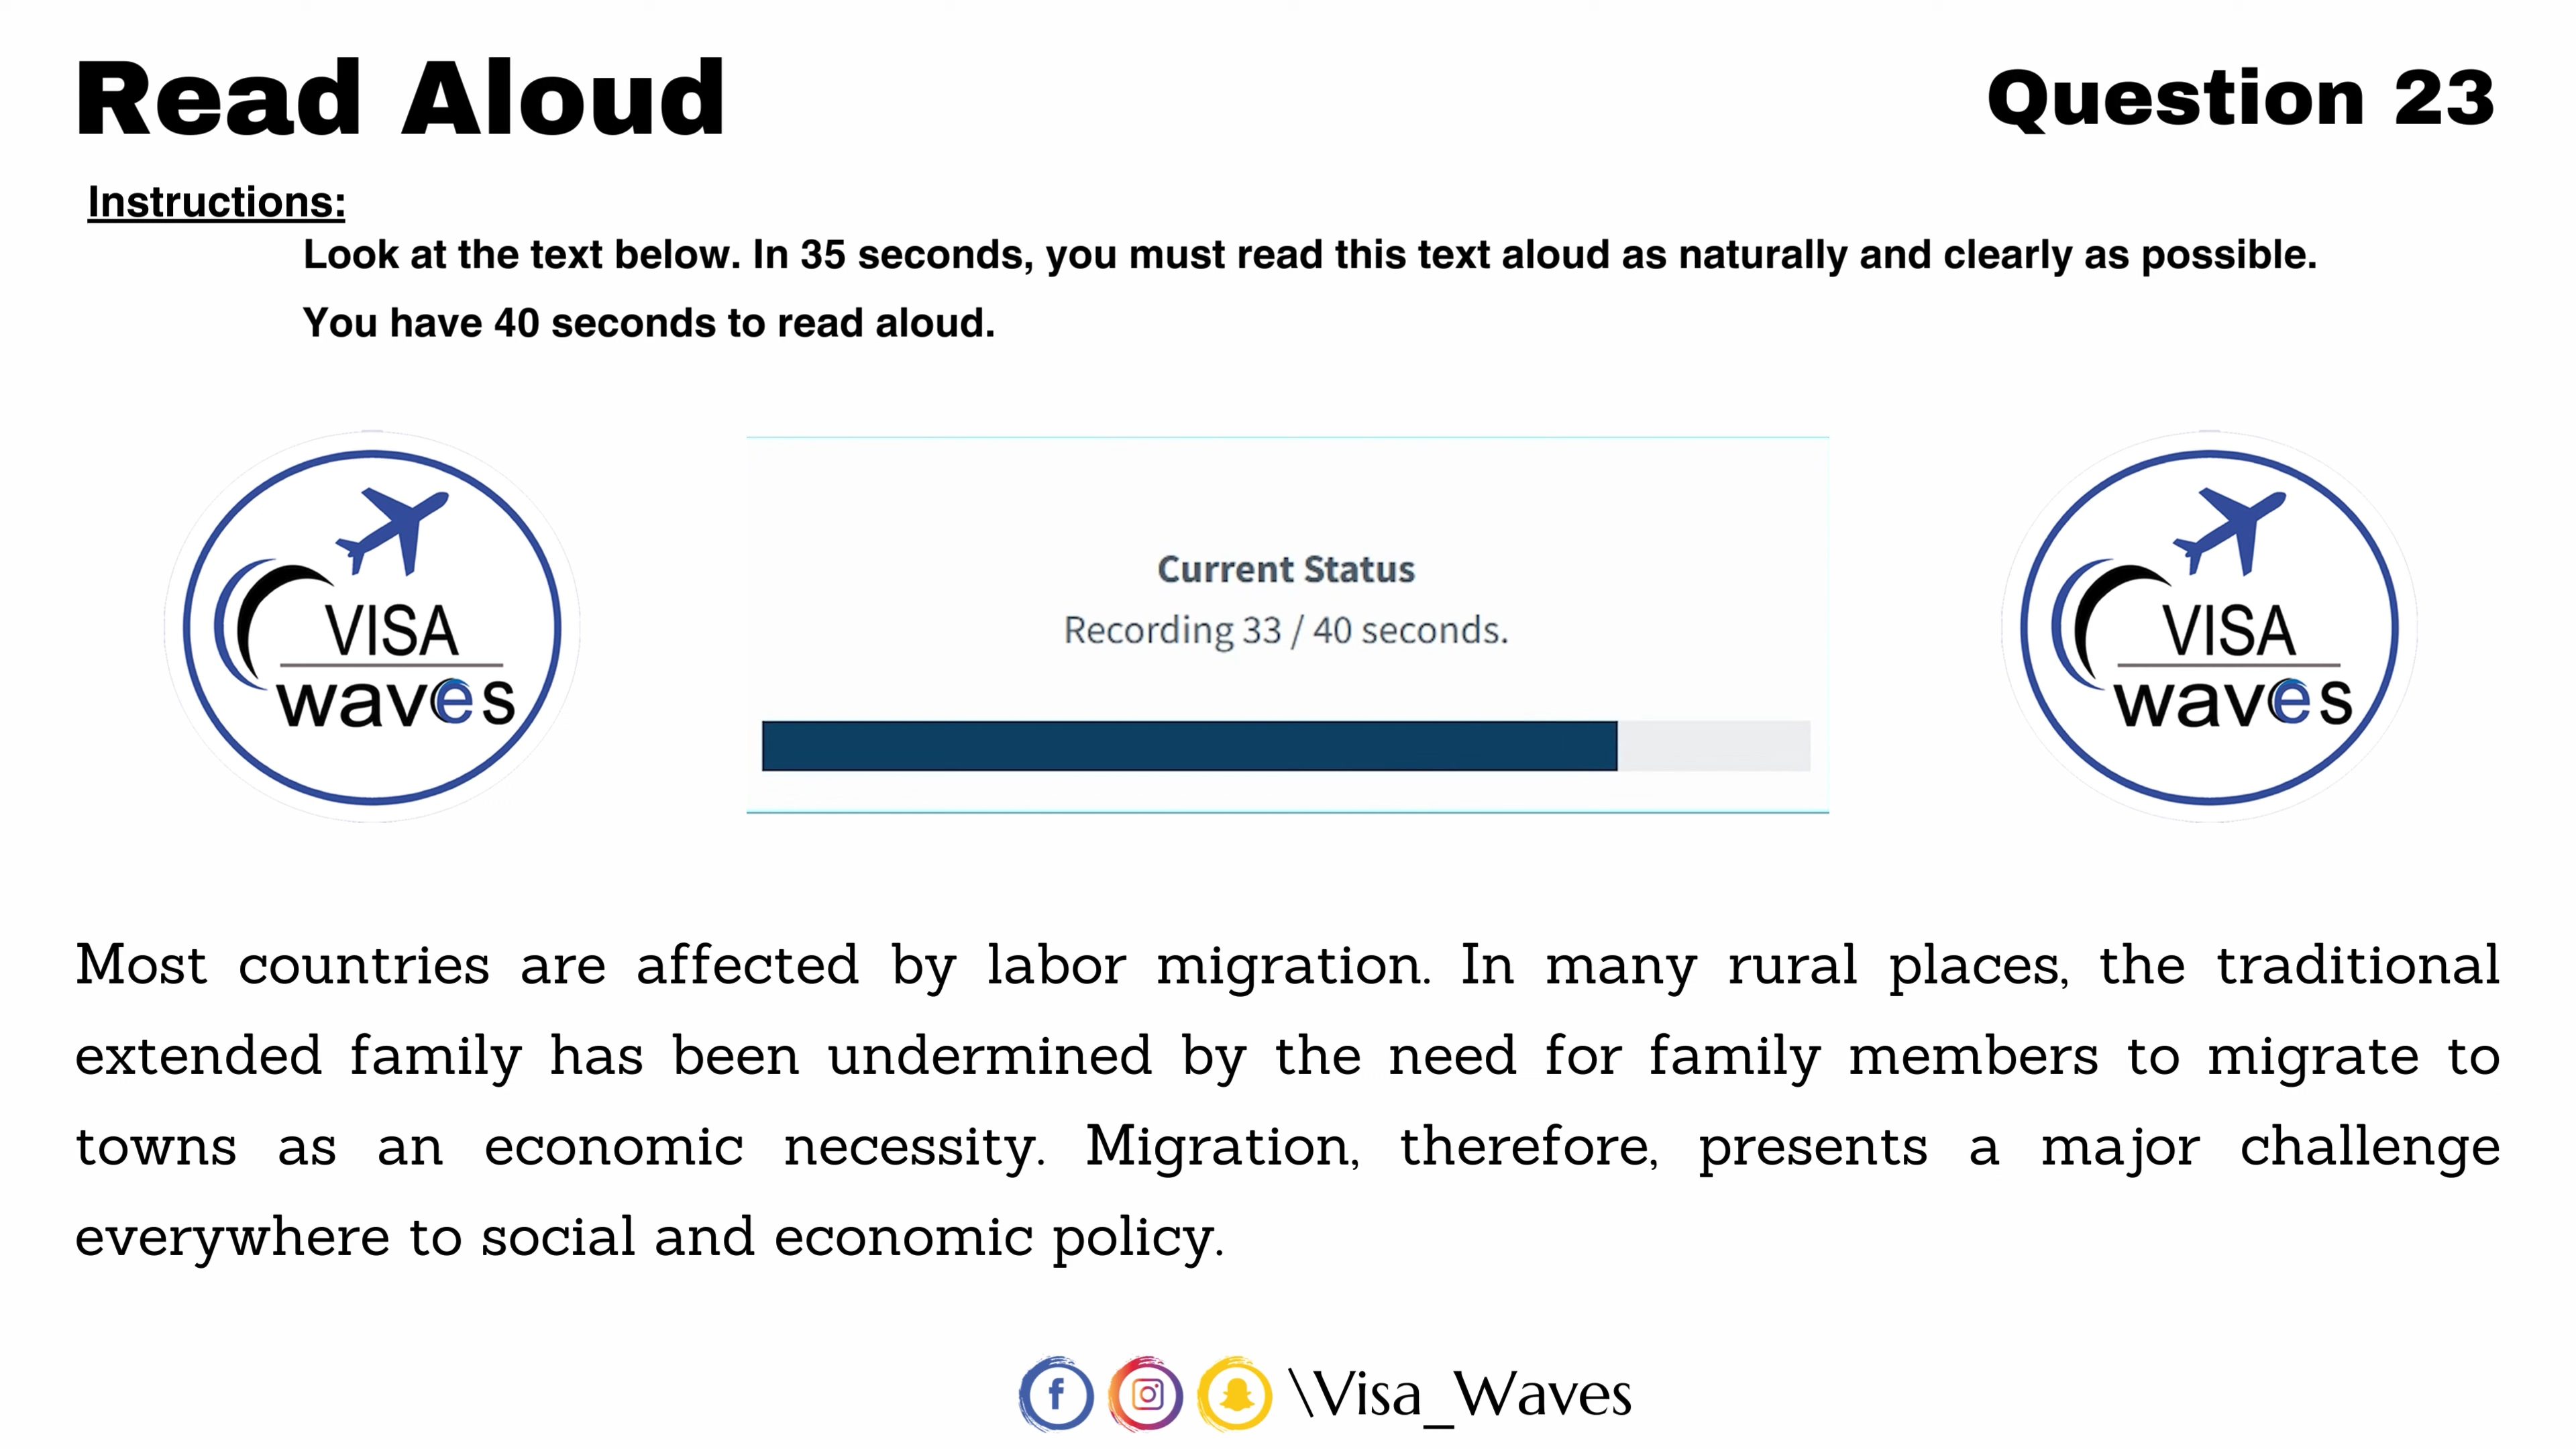 Read Aloud
Question 23
Instructions:
Look at the text below. In 35 seconds, you must read this text aloud as naturally and clearly as possible.
You have 40 seconds to read aloud.
VISA
waves
Current Status
Recording 33 / 40 seconds.
VISA
waves
Most countries are affected by labor migration. In many rural places, the traditional
extended family has been undermined by the need for family members to migrate to
towns as an economic necessity. Migration, therefore, presents a major challenge
everywhere to social and economic policy.
\Visa_Waves